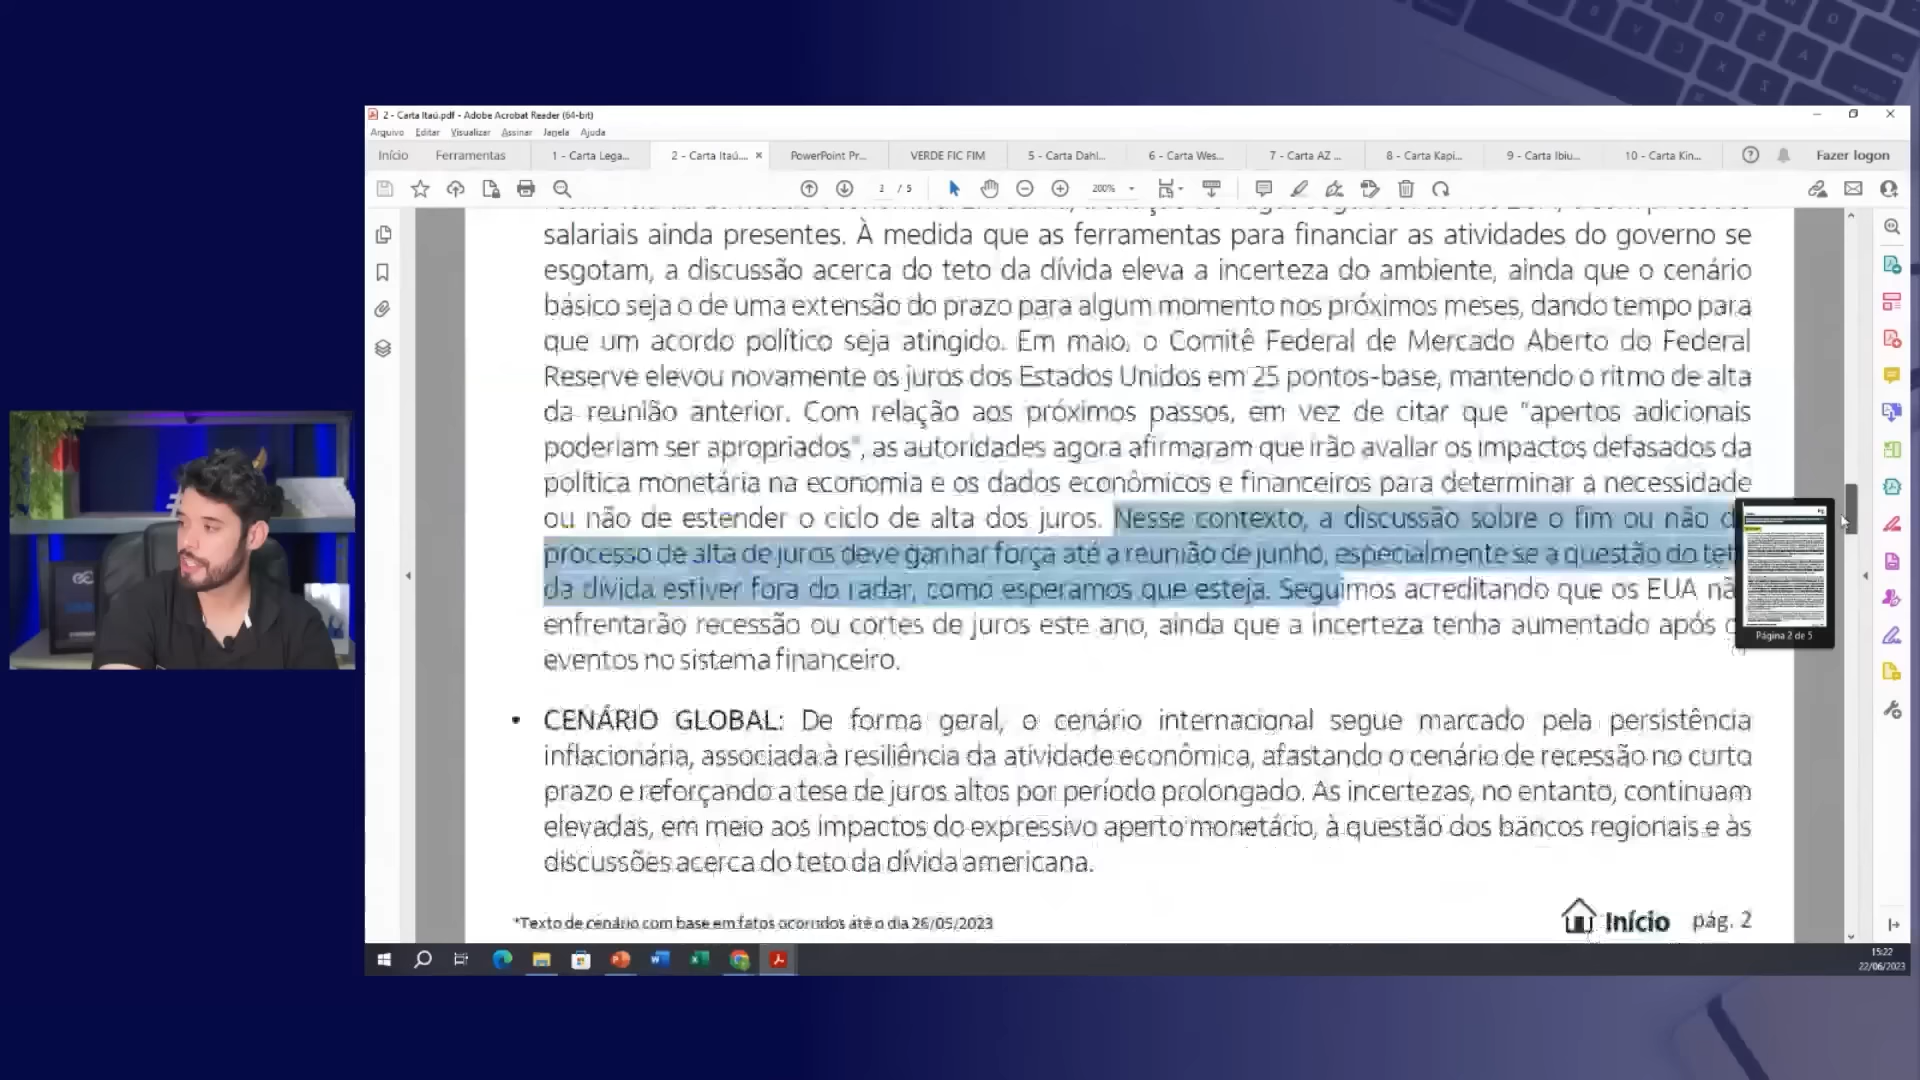 2 - Carta Itaú.pdf - Adobe Acrobat Reader (64-bit)
Arquivo Editar Visualizar Assinar Janela Ajuda
Início Ferramentas 1 - Carta Lega... 2 - Carta Itaú.... × PowerPoint Pr... VERDE FIC FIM 5 - Carta Dahl... 6 - Carta Wes... 7 - Carta AZ ... 8 - Carta Kapi... 9 - Carta Ibiu... 10 - Carta Kin... Fazer logon
2 / 5 200%
salariais ainda presentes. À medida que as ferramentas para financiar as atividades do governo se
esgotam, a discussão acerca do teto da dívida eleva a incerteza do ambiente, ainda que o cenário
básico seja o de uma extensão do prazo para algum momento nos próximos meses, dando tempo para
que um acordo político seja atingido. Em maio, o Comitê Federal de Mercado Aberto do Federal
Reserve elevou novamente os juros dos Estados Unidos em 25 pontos-base, mantendo o ritmo de alta
da reunião anterior. Com relação aos próximos passos, em vez de citar que "apertos adicionais
poderiam ser apropriados", as autoridades agora afirmaram que irão avaliar os impactos defasados da
política monetária na economia e os dados econômicos e financeiros para determinar a necessidade
ou não de estender o ciclo de alta dos juros. Nesse contexto, a discussão sobre o fim ou não d
processo de alta de juros deve ganhar força até a reunião de junho, especialmente se a questão do tet
da dívida estiver fora do radar, como esperamos que esteja. Seguimos acreditando que os EUA nã
enfrentarão recessão ou cortes de juros este ano, ainda que a incerteza tenha aumentado após
eventos no sistema financeiro.
Página 2 de 5
• CENÁRIO GLOBAL: De forma geral, o cenário internacional segue marcado pela persistência
inflacionária, associada à resiliência da atividade econômica, afastando o cenário de recessão no curto
prazo e reforçando a tese de juros altos por período prolongado. As incertezas, no entanto, continuam
elevadas, em meio aos impactos do expressivo aperto monetário, à questão dos bancos regionais e às
discussões acerca do teto da dívida americana.
*Texto de cenário com base em fatos ocorridos até o dia 26/05/2023
Início pág. 2
15:22
22/06/2023